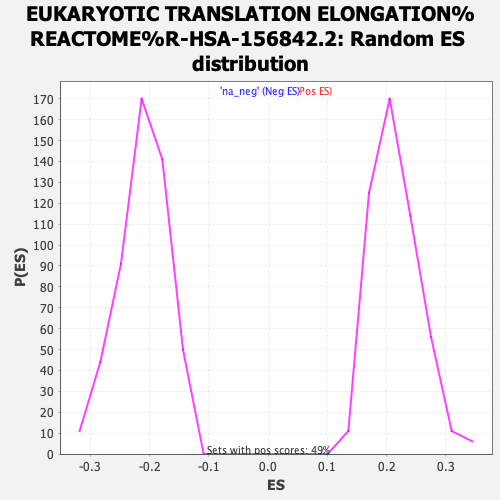 EUKARYOTIC TRANSLATION ELONGATION%
REACTOME%R-HSA-156842.2: Random ES
distribution
'na_neg' (Neg ES)Pos ES)
170
160
150
140
130
120
110
100
90
80
70
60
50
40
30
20
10
0
P(ES)
Sets with pos scores: 49%
-0.3 -0.2 -0.1 0.0 0.1 0.2 0.3
ES